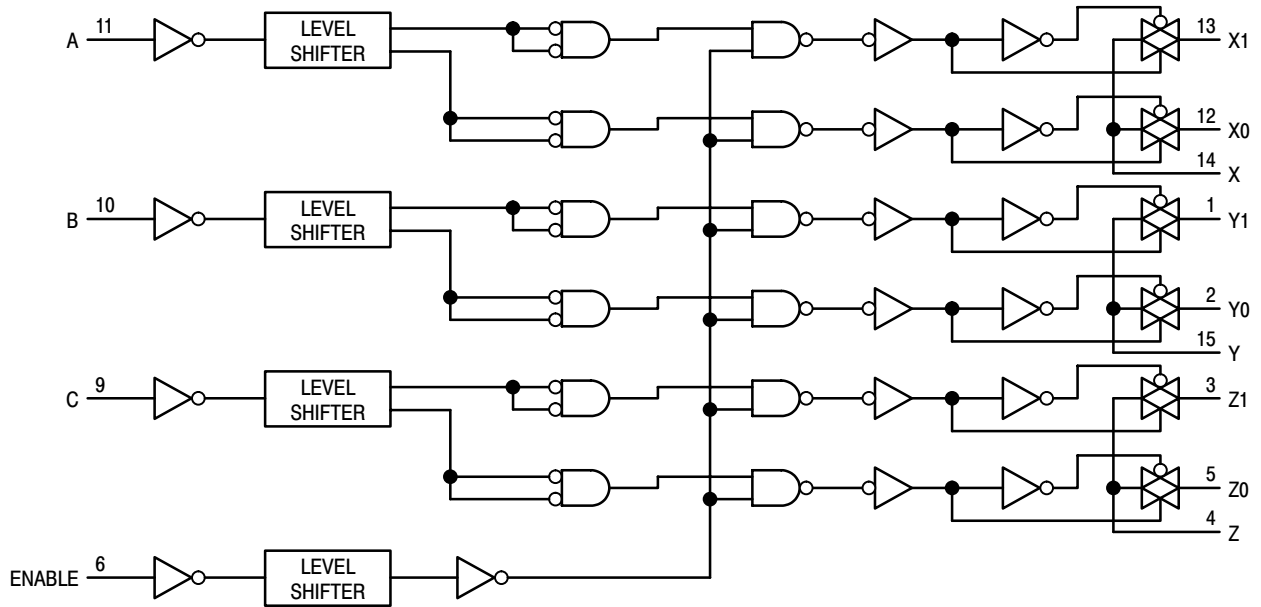 A 11 LEVEL SHIFTER 13 X1
12 X0
14 X
B 10 LEVEL SHIFTER 1 Y1
2 Y0
15 Y
C 9 LEVEL SHIFTER 3 Z1
5 Z0
4 Z
ENABLE 6 LEVEL SHIFTER